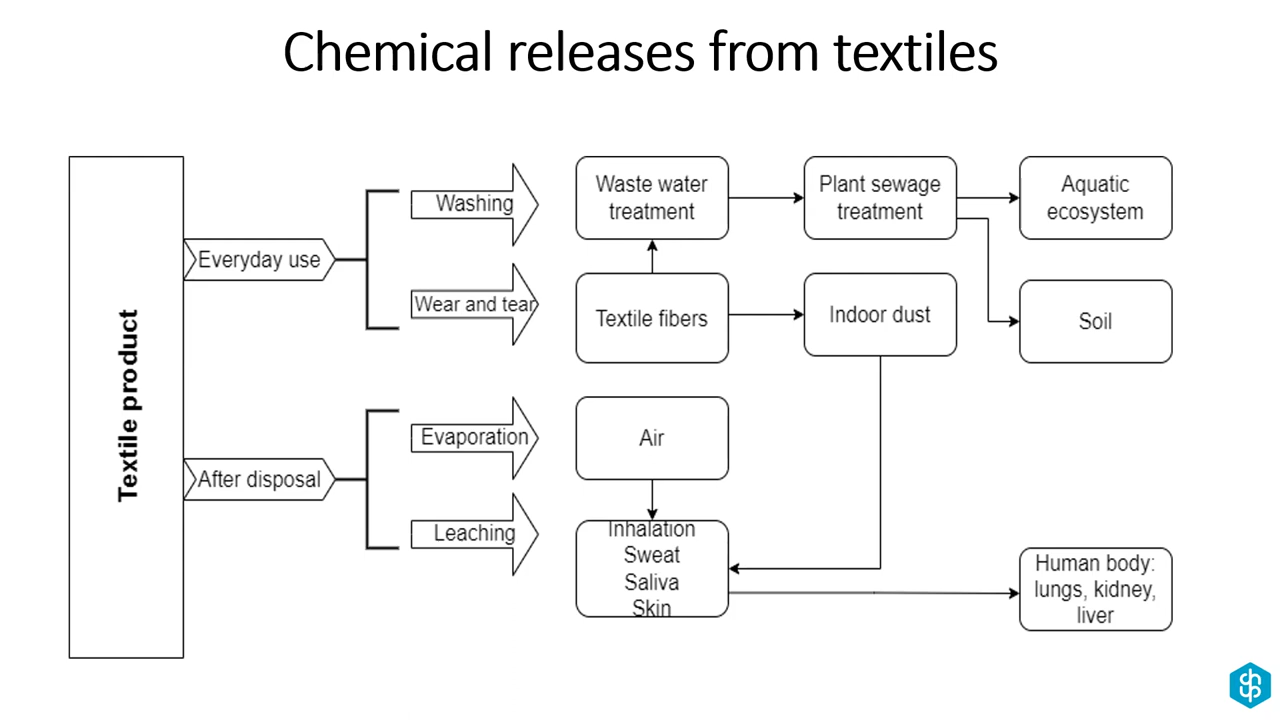 Chemical releases from textiles
Textile product
Everyday use
Washing
Wear and tear
Waste water
treatment
Plant sewage
treatment
Aquatic
ecosystem
Textile fibers
Indoor dust
Soil
After disposal
Evaporation
Leaching
Air
Inhalation
Sweat
Saliva
Skin
Human body:
lungs, kidney,
liver